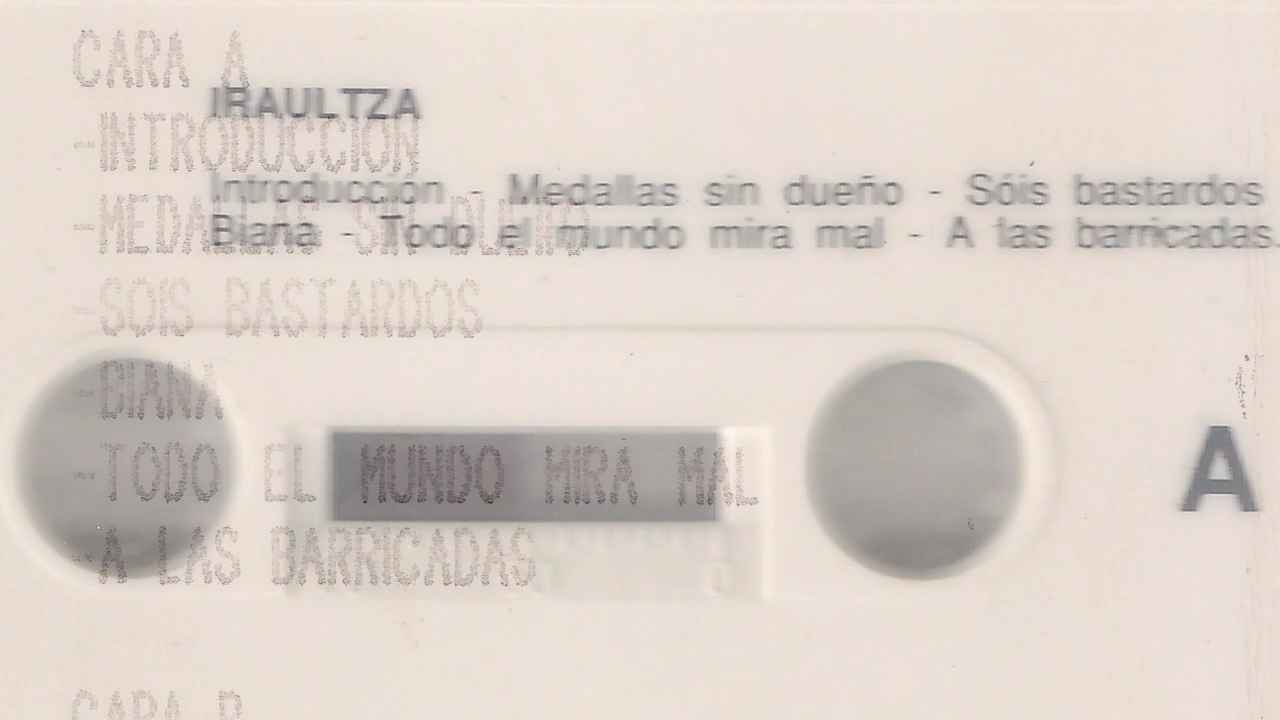 CARA A
IRAULTZA
-INTRODUCCION
Introducción - Medallas sin dueño - Sóis bastardos
-MEDALLAS SIN DUEÑO
Biana - Todo el mundo mira mal - A las barricadas.
-SOIS BASTARDOS
-BIANA
-TODO EL MUNDO MIRA MAL
A
-A LAS BARRICADAS
CARA B